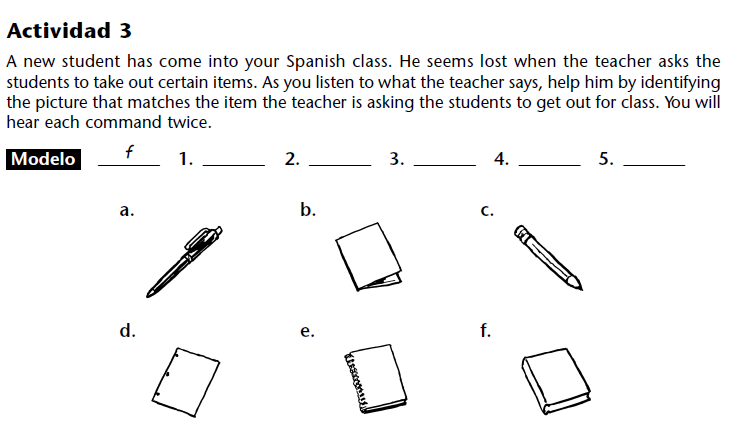 Actividad 3
A new student has come into your Spanish class. He seems lost when the teacher asks the
students to take out certain items. As you listen to what the teacher says, help him by identifying
the picture that matches the item the teacher is asking the students to get out for class. You will
hear each command twice.
Modelo f 1. ______ 2. ______ 3. ______ 4. ______ 5. ______
a. b. c.
d. e. f.